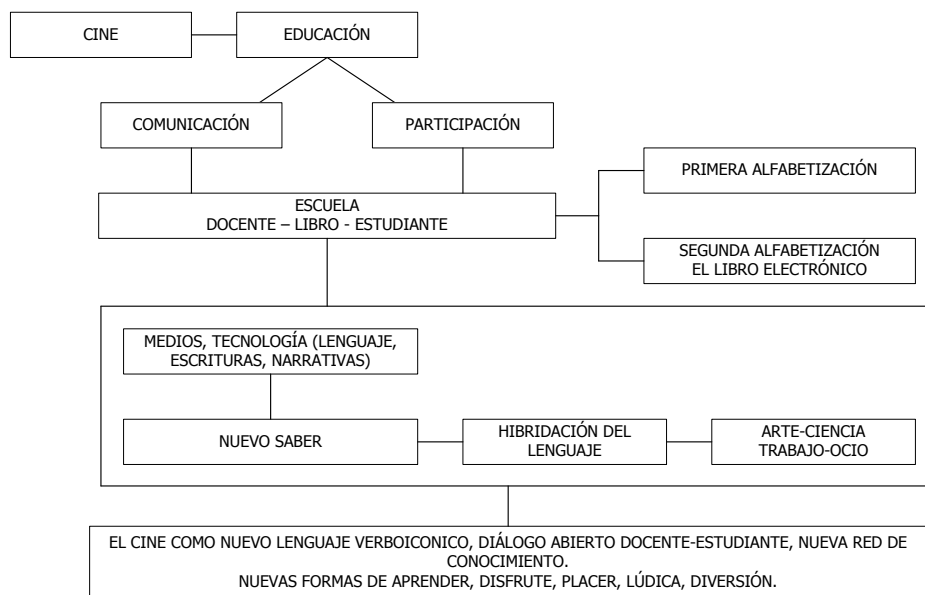 CINE
EDUCACIÓN
COMUNICACIÓN
PARTICIPACIÓN
PRIMERA ALFABETIZACIÓN
ESCUELA
DOCENTE – LIBRO - ESTUDIANTE
SEGUNDA ALFABETIZACIÓN
EL LIBRO ELECTRÓNICO
MEDIOS, TECNOLOGÍA (LENGUAJE,
ESCRITURAS, NARRATIVAS)
NUEVO SABER
HIBRIDACIÓN DEL
LENGUAJE
ARTE-CIENCIA
TRABAJO-OCIO
EL CINE COMO NUEVO LENGUAJE VERBOICONICO, DIÁLOGO ABIERTO DOCENTE-ESTUDIANTE, NUEVA RED DE
CONOCIMIENTO.
NUEVAS FORMAS DE APRENDER, DISFRUTE, PLACER, LÚDICA, DIVERSIÓN.